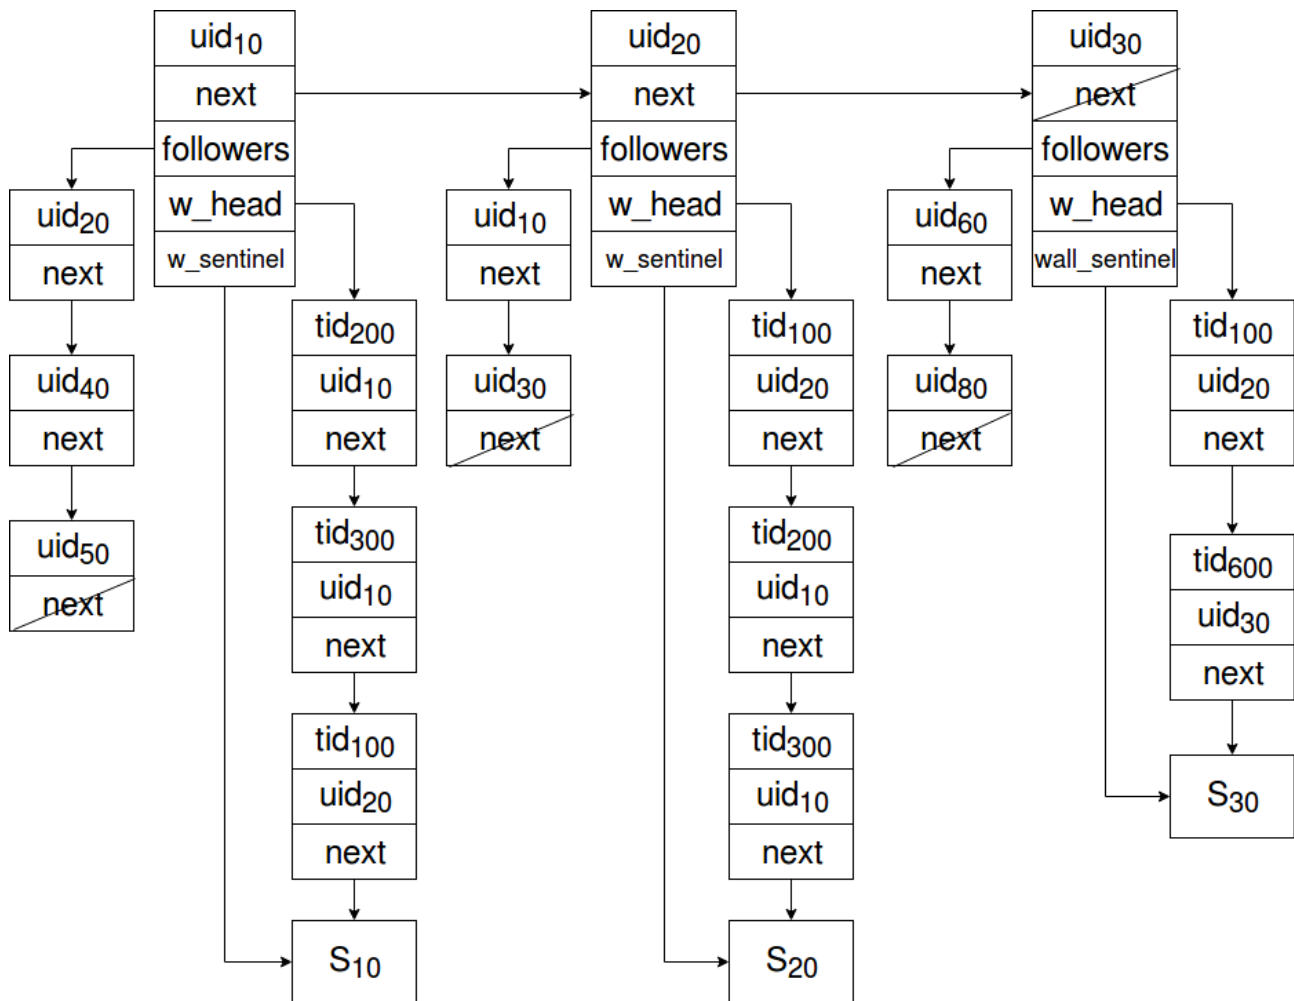 uid10
next
followers
w_head
w_sentinel
uid20
next
uid40
next
uid50
next
tid200
uid10
next
tid300
uid10
next
tid100
uid20
next
S10
uid20
next
followers
w_head
w_sentinel
uid10
next
uid30
next
tid100
uid20
next
tid200
uid10
next
tid300
uid10
next
S20
uid30
next
followers
w_head
wall_sentinel
uid60
next
uid80
next
tid100
uid20
next
tid600
uid30
next
S30